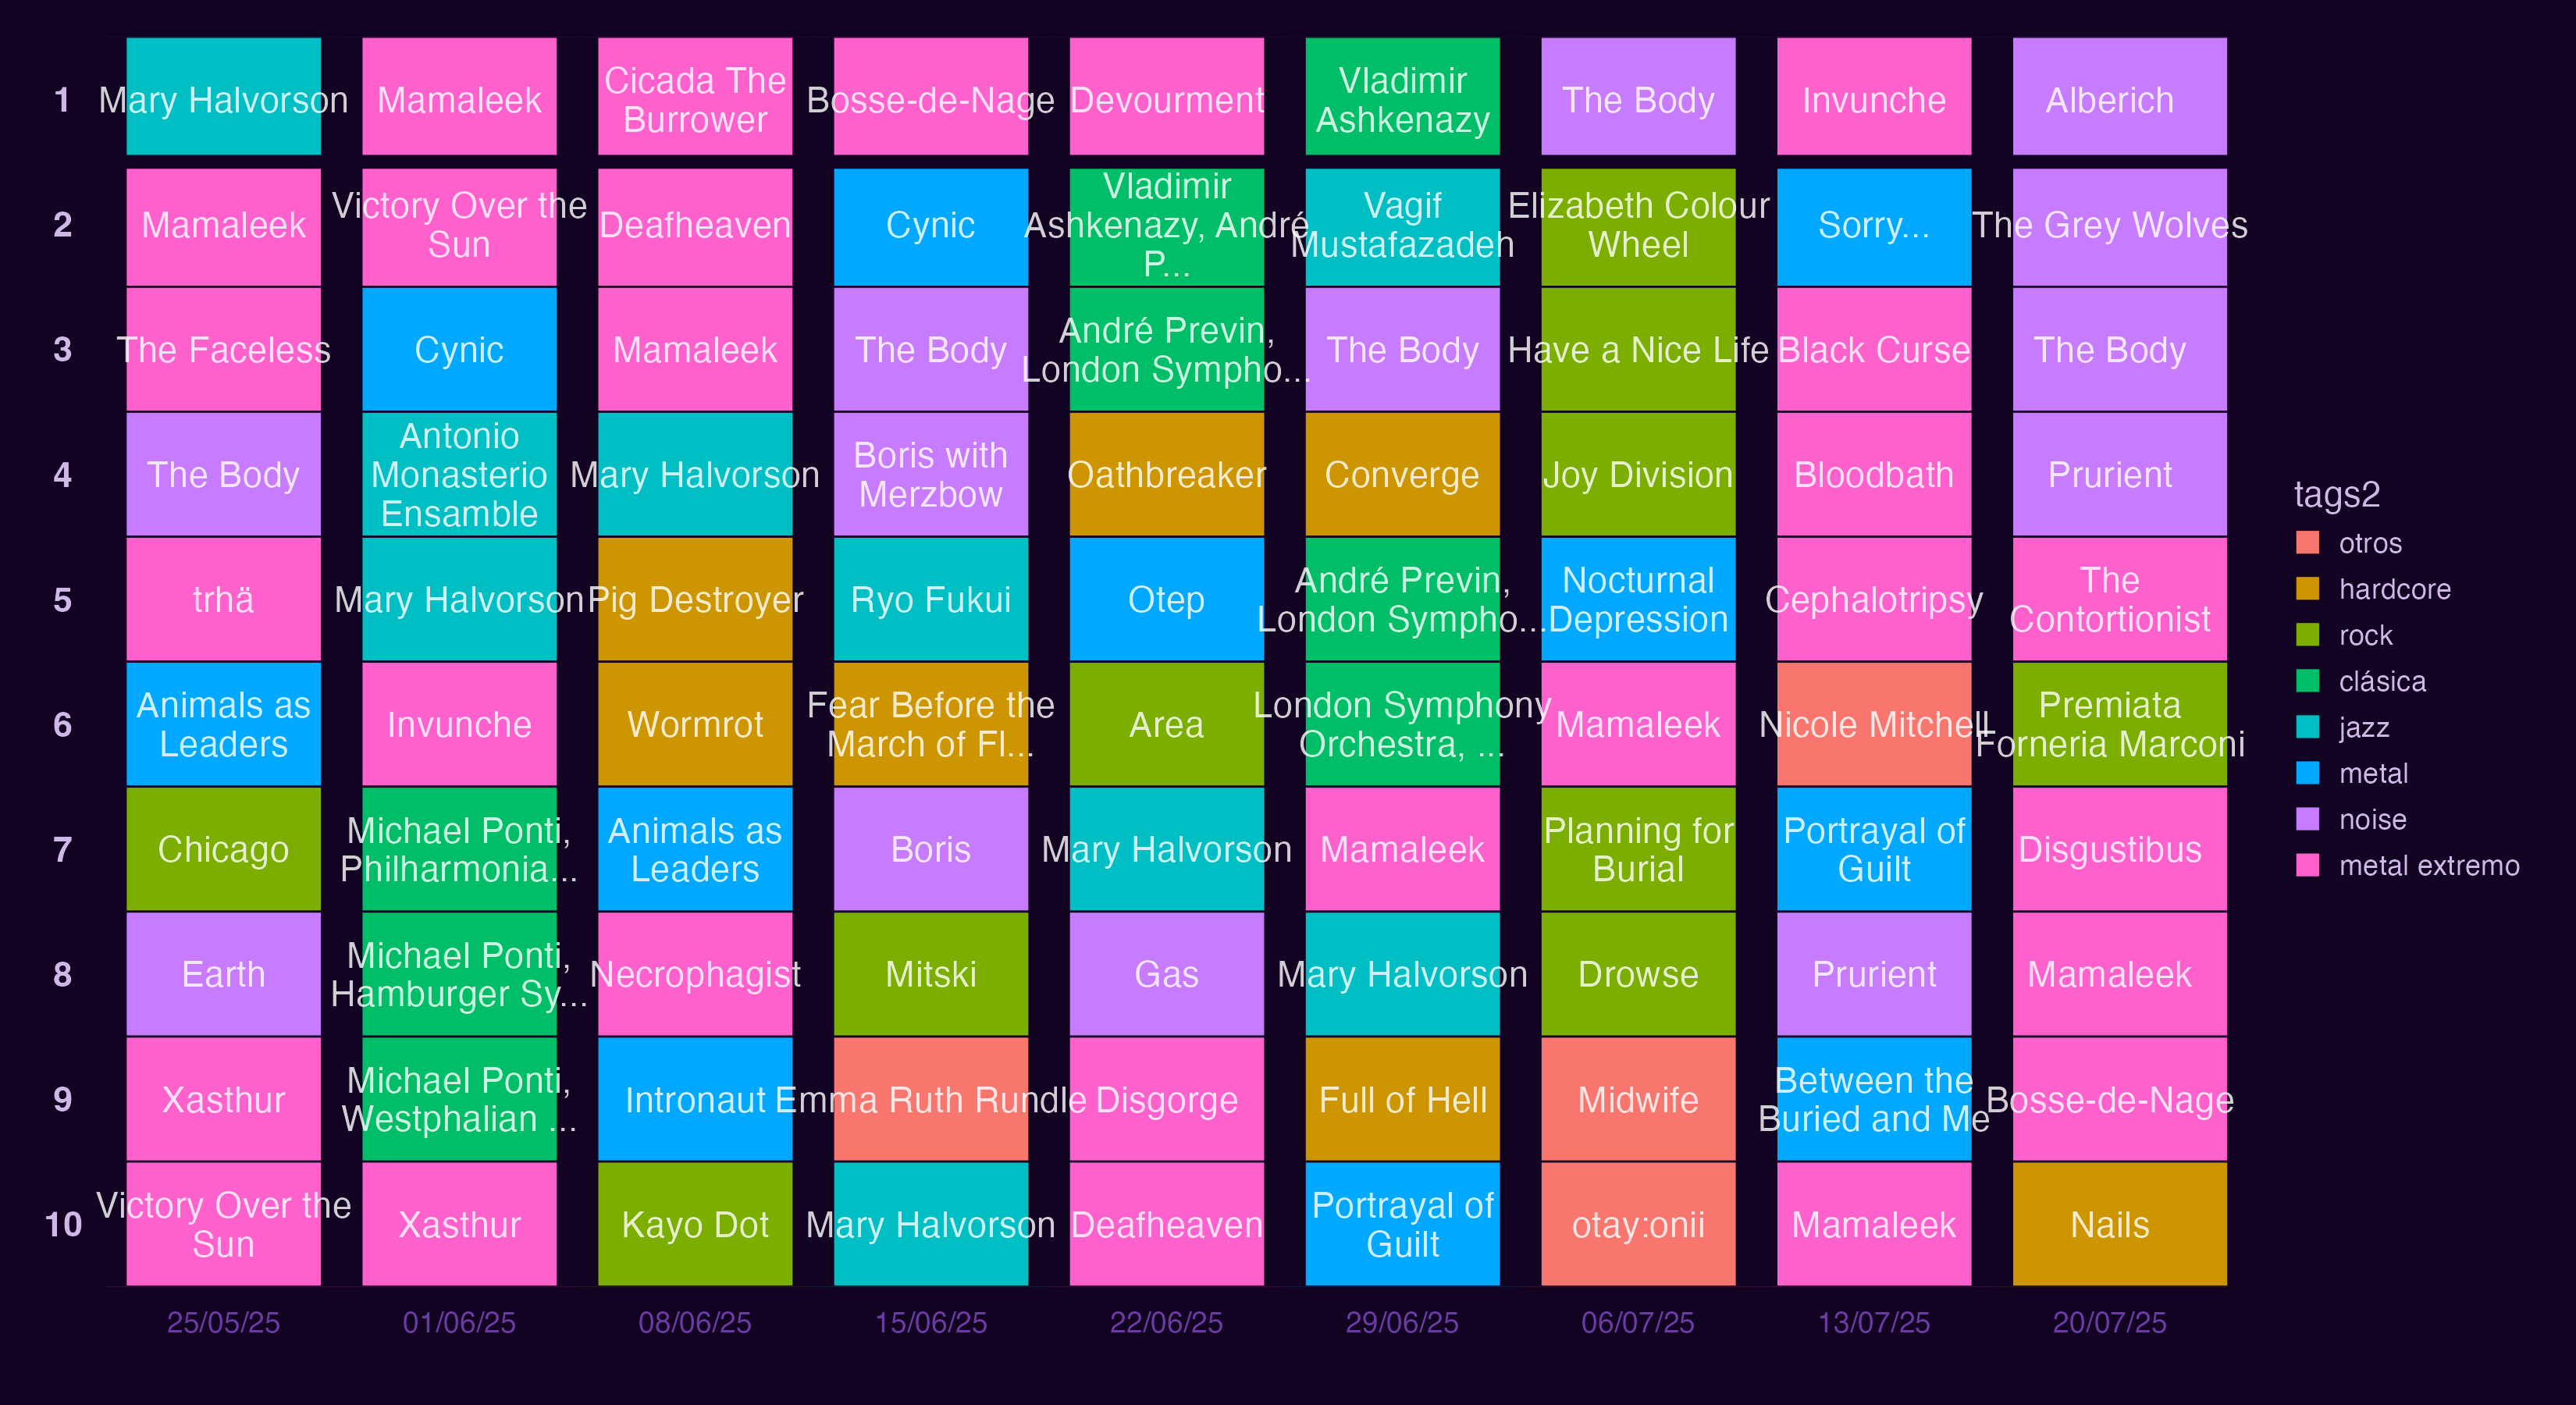 1
Mary Halvorson
Mamaleek
Cicada The
Burrower
Bosse-de-Nage
Devourment
Vladimir
Ashkenazy
The Body
Invunche
Alberich
2
Mamaleek
Victory Over the
Sun
Deafheaven
Cynic
Vladimir
Ashkenazy, André
P...
Vagif
Mustafazadeh
Elizabeth Colour
Wheel
Sorry...
The Grey Wolves
3
The Faceless
Cynic
Mamaleek
The Body
André Previn,
London Sympho...
The Body
Have a Nice Life
Black Curse
The Body
4
The Body
Antonio
Monasterio
Ensamble
Mary Halvorson
Boris with
Merzbow
Oathbreaker
Converge
Joy Division
Bloodbath
Prurient
5
trhä
Mary Halvorson
Pig Destroyer
Ryo Fukui
Otep
André Previn,
London Sympho...
Nocturnal
Depression
Cephalotripsy
The
Contortionist
6
Animals as
Leaders
Invunche
Wormrot
Fear Before the
March of Fl...
Area
London Symphony
Orchestra, ...
Mamaleek
Nicole Mitchell
Premiata
Forneria Marconi
7
Chicago
Michael Ponti,
Philharmonia...
Animals as
Leaders
Boris
Mary Halvorson
Mamaleek
Planning for
Burial
Portrayal of
Guilt
Disgustibus
8
Earth
Michael Ponti,
Hamburger Sy...
Necrophagist
Mitski
Gas
Mary Halvorson
Drowse
Prurient
Mamaleek
9
Xasthur
Michael Ponti,
Westphalian ...
Intronaut
Emma Ruth Rundle
Disgorge
Full of Hell
Midwife
Between the
Buried and Me
Bosse-de-Nage
10
Victory Over the
Sun
Xasthur
Kayo Dot
Mary Halvorson
Deafheaven
Portrayal of
Guilt
otay:onii
Mamaleek
Nails
25/05/25
01/06/25
08/06/25
15/06/25
22/06/25
29/06/25
06/07/25
13/07/25
20/07/25
tags2
otros
hardcore
rock
clásica
jazz
metal
noise
metal extremo